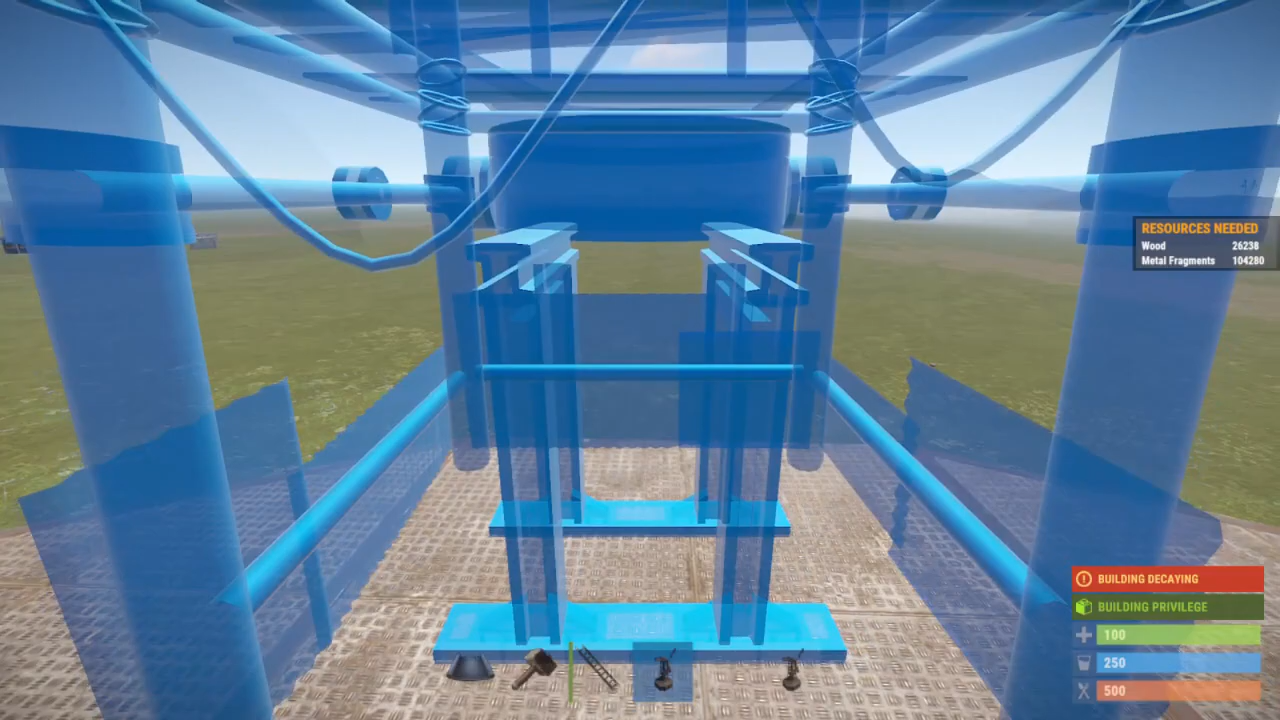 RESOURCES NEEDED
Wood 26238
Metal Fragments 104280
BUILDING DECAYING
BUILDING PRIVILEGE
100
250
500